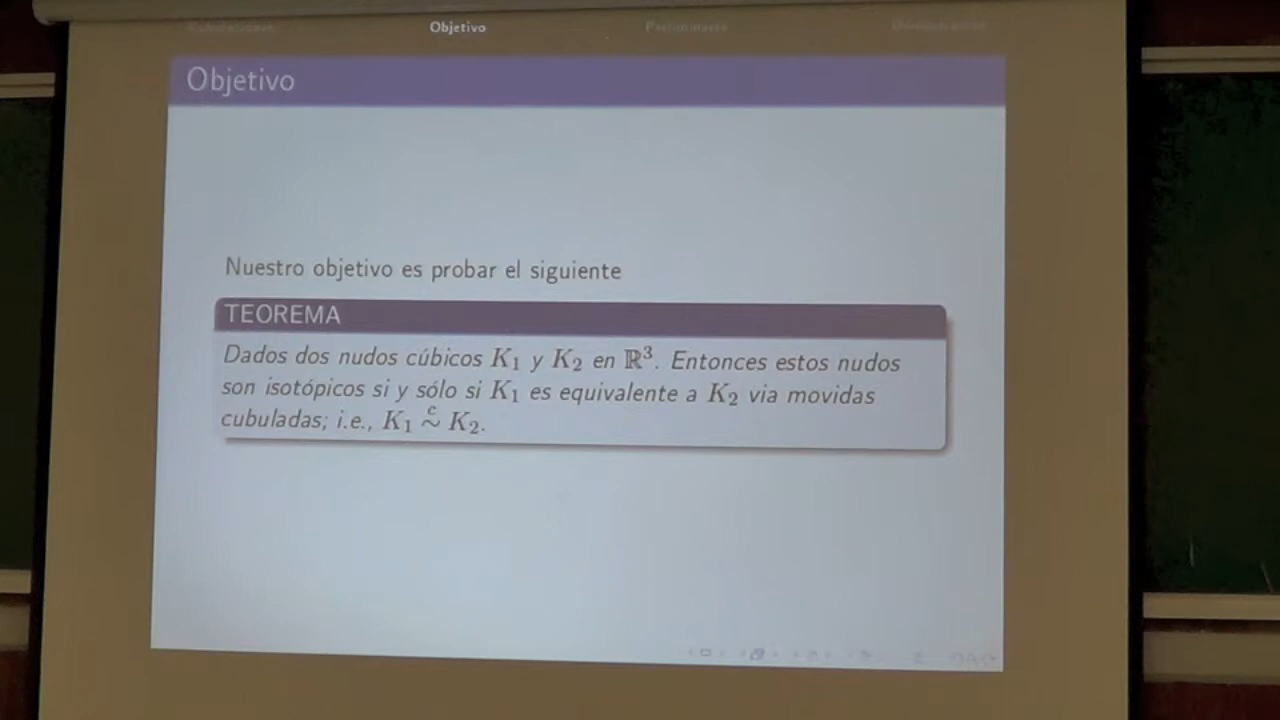 Objetivo
Objetivo
Nuestro objetivo es probar el siguiente
TEOREMA
Dados dos nudos cúbicos K₁ y K₂ en ℝ³. Entonces estos nudos
son isotópicos si y sólo si K₁ es equivalente a K₂ via movidas
cubuladas; i.e., K₁ ~ᶜ K₂.